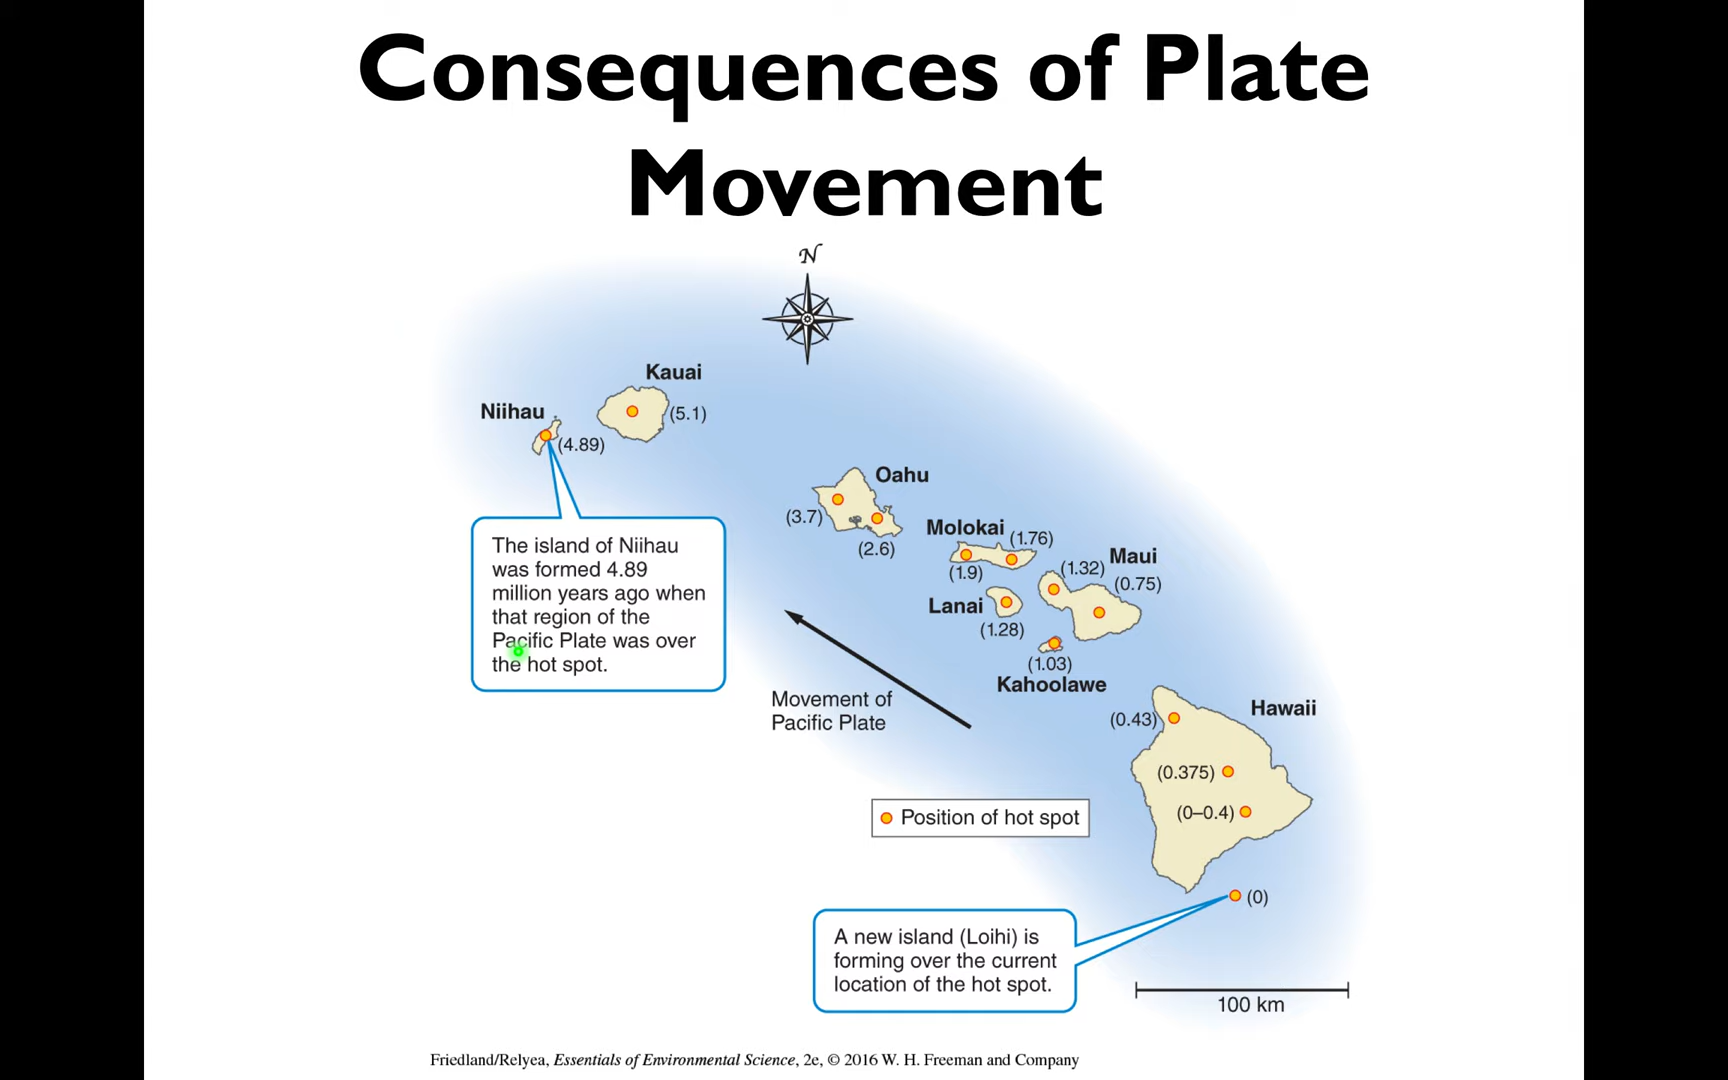 Consequences of Plate
Movement
N
Kauai
Niihau
(5.1)
(4.89)
Oahu
(3.7)
(2.6)
Molokai
(1.76)
(1.9)
Maui
(1.32)
(0.75)
Lanai
(1.28)
(1.03)
Kahoolawe
The island of Niihau
was formed 4.89
million years ago when
that region of the
Pacific Plate was over
the hot spot.
Movement of
Pacific Plate
Hawaii
(0.43)
(0.375)
(0–0.4)
Position of hot spot
(0)
A new island (Loihi) is
forming over the current
location of the hot spot.
100 km
Friedland/Relyea, Essentials of Environmental Science, 2e, © 2016 W. H. Freeman and Company